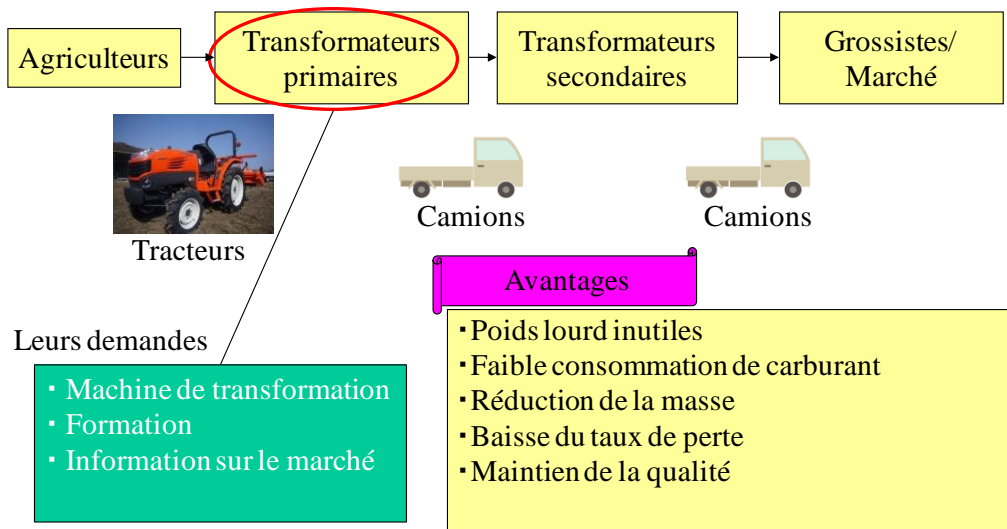 Agriculteurs
Transformateurs
primaires
Transformateurs
secondaires
Grossistes/
Marché
Tracteurs
Camions
Camions
Avantages
Leurs demandes
・Machine de transformation
・Formation
・Information sur le marché
・Poids lourd inutiles
・Faible consommation de carburant
・Réduction de la masse
・Baisse du taux de perte
・Maintien de la qualité